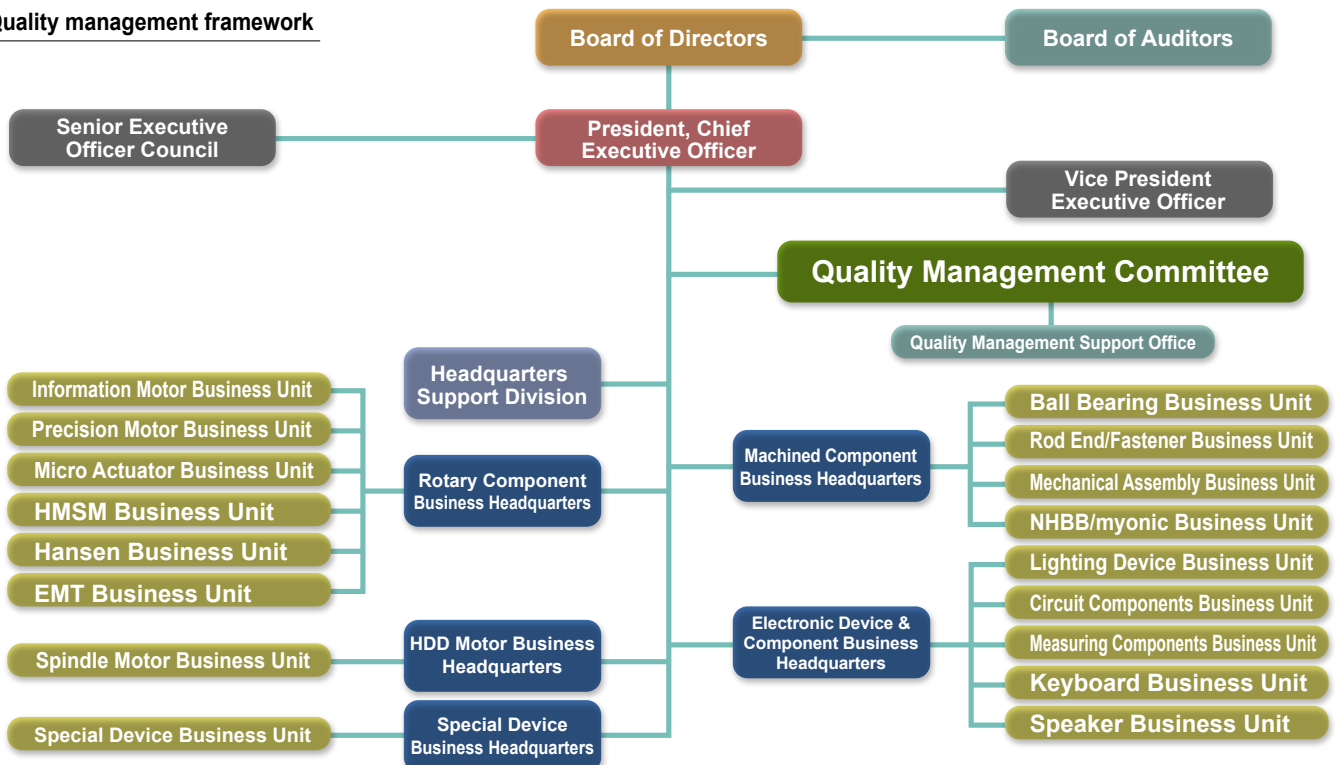 Quality management framework
Board of Directors
Board of Auditors
Senior Executive
Officer Council
President, Chief
Executive Officer
Vice President
Executive Officer
Quality Management Committee
Quality Management Support Office
Headquarters
Support Division
Information Motor Business Unit
Precision Motor Business Unit
Micro Actuator Business Unit
HMSM Business Unit
Hansen Business Unit
EMT Business Unit
Rotary Component
Business Headquarters
Machined Component
Business Headquarters
Ball Bearing Business Unit
Rod End/Fastener Business Unit
Mechanical Assembly Business Unit
NHBB/myonic Business Unit
Spindle Motor Business Unit
HDD Motor Business
Headquarters
Electronic Device &
Component Business
Headquarters
Lighting Device Business Unit
Circuit Components Business Unit
Measuring Components Business Unit
Keyboard Business Unit
Speaker Business Unit
Special Device Business Unit
Special Device
Business Headquarters